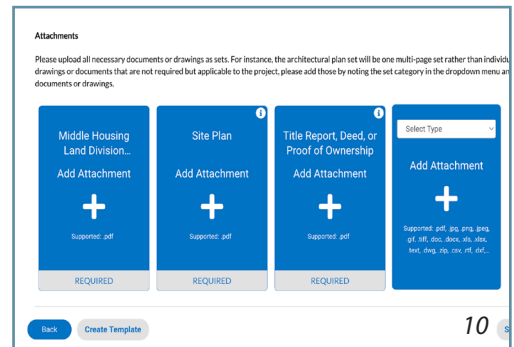 Attachments
Please upload all necessary documents or drawings as sets. For instance, the architectural plan set will be one multi-page set rather than
drawings or documents that are not required but applicable to the project, please add those by noting the set category in the dropdown menu
documents or drawings.
Middle Housing
Land Division...
Add Attachment
Supported: .pdf
REQUIRED
Site Plan
Add Attachment
Supported: .pdf
REQUIRED
Title Report, Deed, or
Proof of Ownership
Add Attachment
Supported: .pdf
REQUIRED
Select Type
Add Attachment
Supported: .pdf, .jpg, .png, .jpeg,
.gif, .tiff, .doc, .docx, .xls, .xlsx,
.text, .dwg, .zip, .csv, .rtf, .dxf,...
Back
Create Template
10